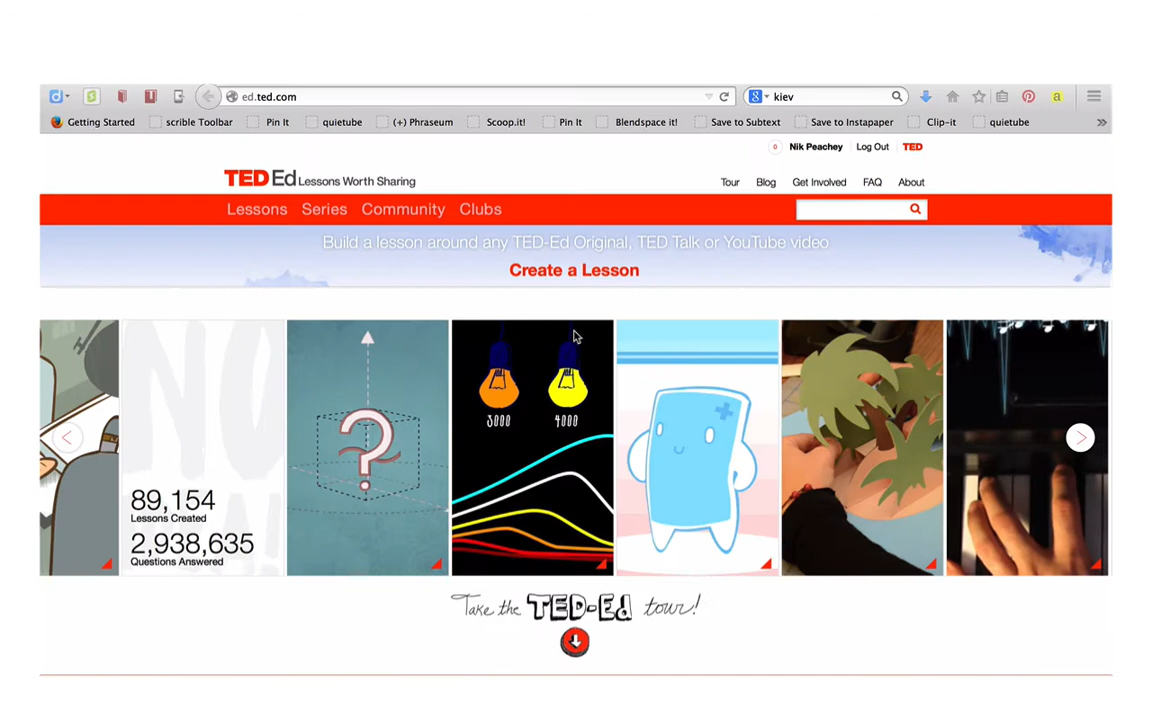 ed.ted.com
kiev
Getting Started scrible Toolbar Pin It quietube (+) Phraseum Scoop.it! Pin It Blendspace it! Save to Subtext Save to Instapaper Clip-it quietube
0 Nik Peachey Log Out TED
TED Ed Lessons Worth Sharing
Tour Blog Get Involved FAQ About
Lessons Series Community Clubs
Build a lesson around any TED-Ed Original, TED Talk or YouTube video
Create a Lesson
NO
3000 4000
?
89,154
Lessons Created
2,938,635
Questions Answered
Take the TED-Ed tour!